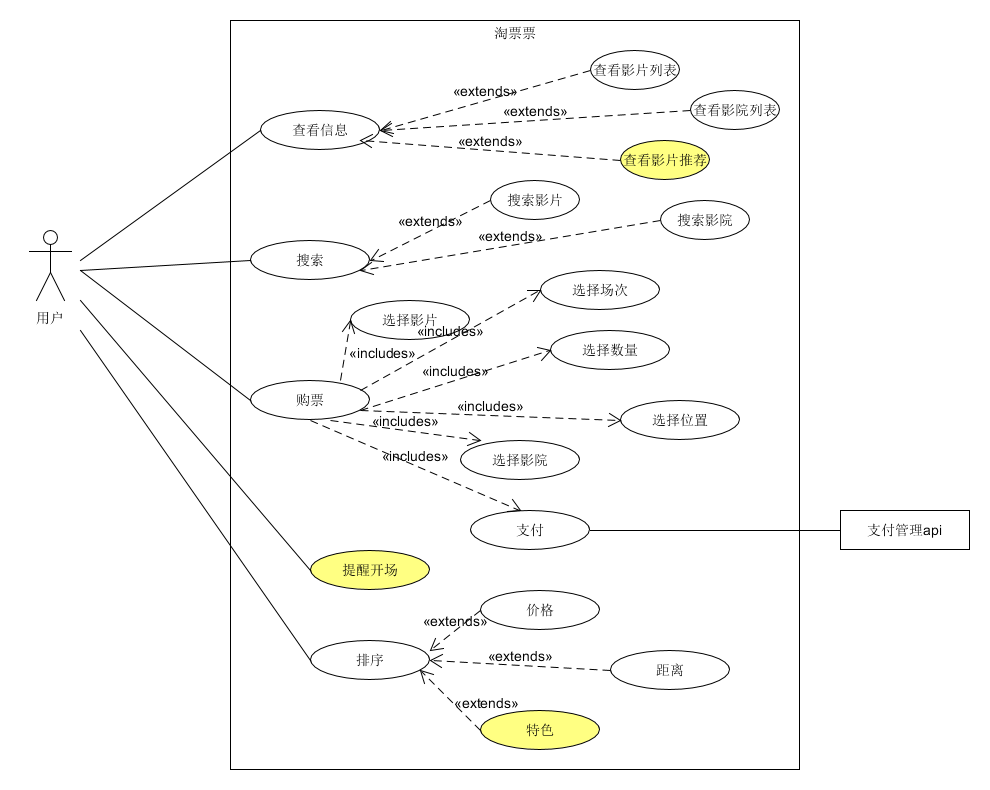 淘票票
查看影片列表
«extends»
查看影院列表
«extends»
查看信息
«extends»
查看影片推荐
搜索影片
搜索影院
«extends»
«extends»
搜索
用户
选择场次
选择影片
«includes»
«includes»
选择数量
«includes»
购票
«includes»
选择位置
«includes»
选择影院
«includes»
支付
支付管理api
提醒开场
价格
«extends»
排序
«extends»
距离
«extends»
特色